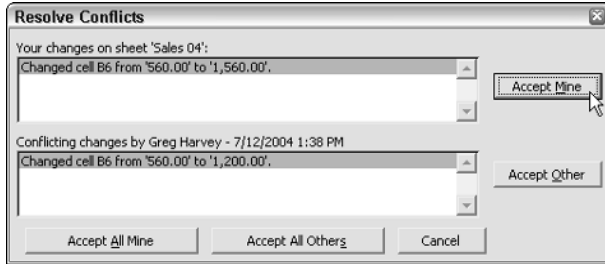 Resolve Conflicts
Your changes on sheet 'Sales 04':
Changed cell B6 from '560.00' to '1,560.00'.
Accept Mine
Conflicting changes by Greg Harvey - 7/12/2004 1:38 PM
Changed cell B6 from '560.00' to '1,200.00'.
Accept Other
Accept All Mine
Accept All Others
Cancel